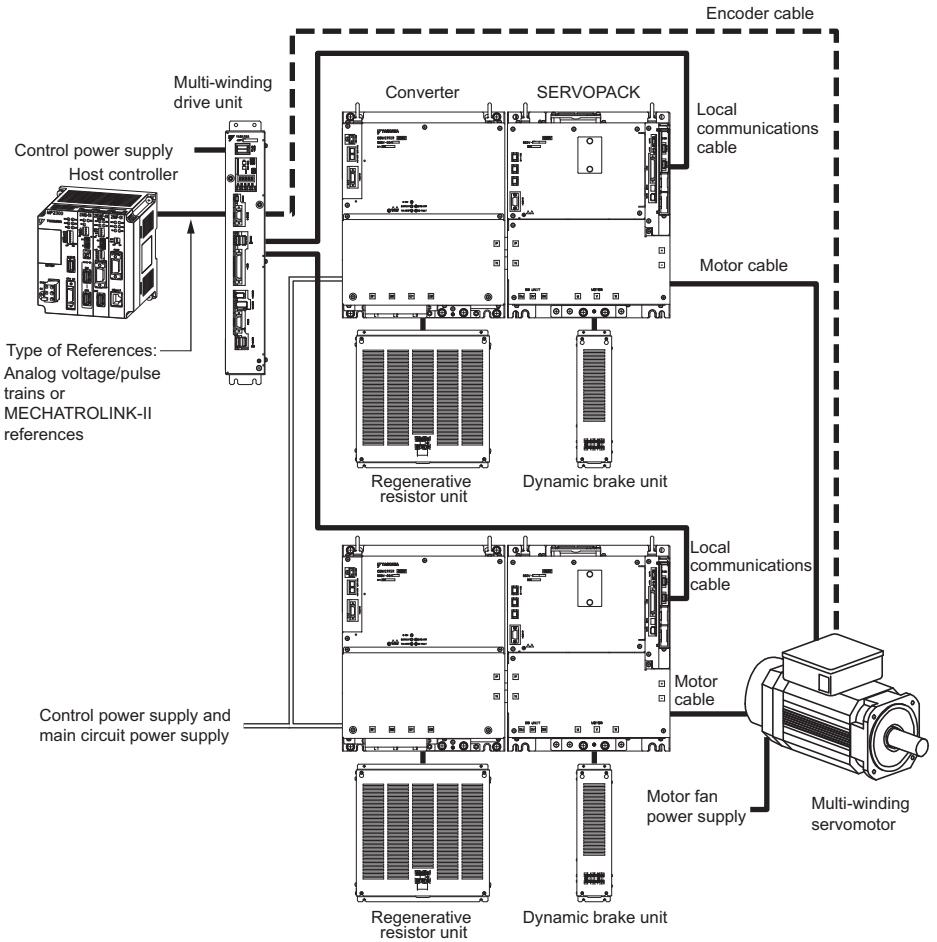 Encoder cable
Multi-winding
drive unit
Converter
SERVOPACK
Local
communications
cable
Control power supply
Host controller
YASKAWA
MP2300
Motor cable
Type of References:
Analog voltage/pulse
trains or
MECHATROLINK-II
references
Regenerative
resistor unit
Dynamic brake unit
YASKAWA
Local
communications
cable
Motor
cable
Control power supply and
main circuit power supply
Motor fan
power supply
Multi-winding
servomotor
Regenerative
resistor unit
Dynamic brake unit